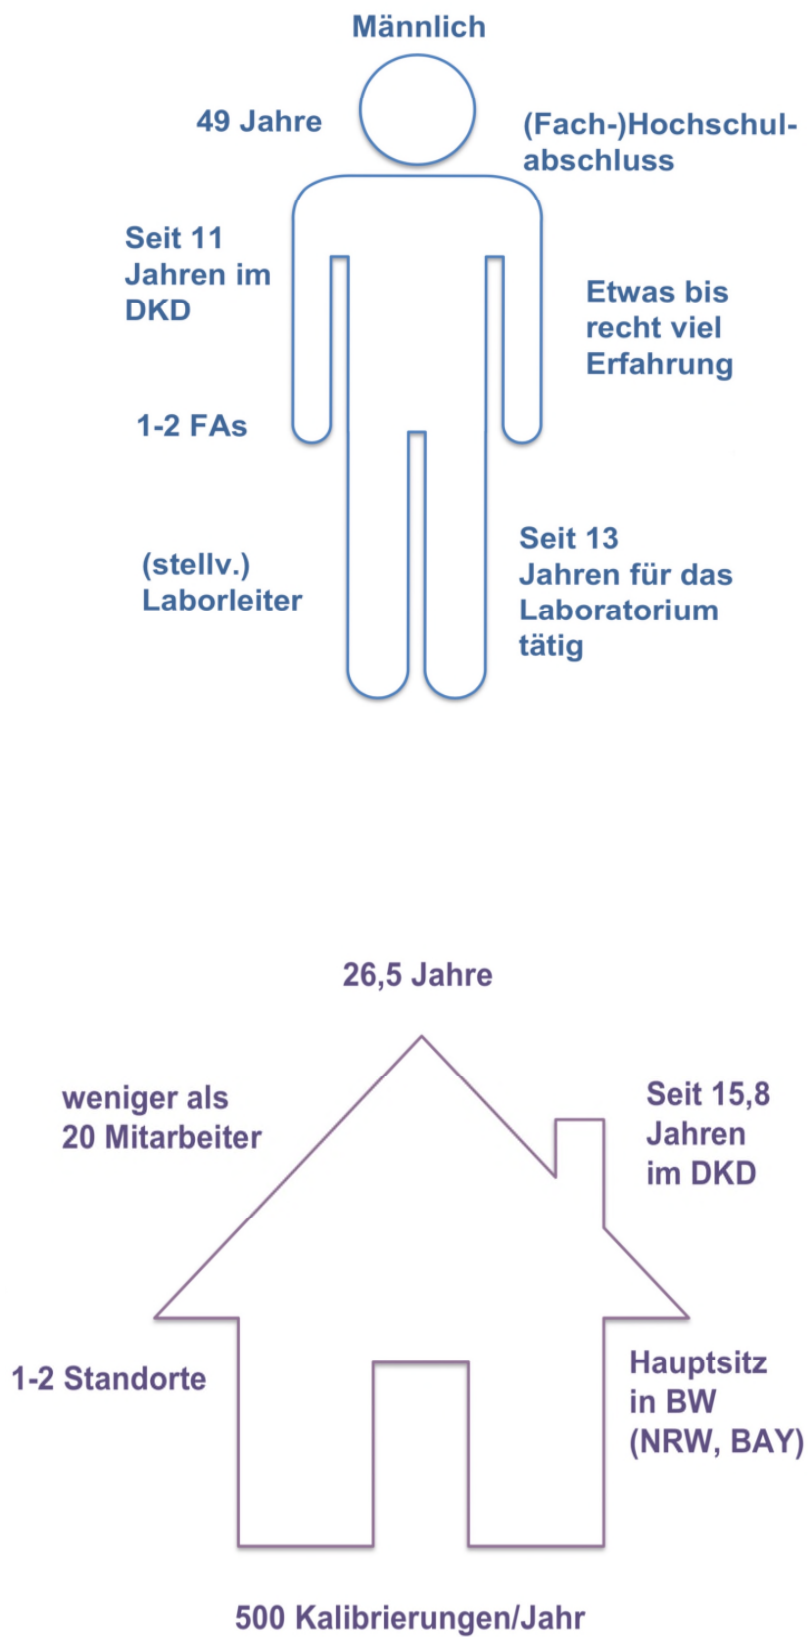 Männlich
49 Jahre
(Fach-)Hochschul-
abschluss
Seit 11
Jahren im
DKD
Etwas bis
recht viel
Erfahrung
1-2 FAs
(stellv.)
Laborleiter
Seit 13
Jahren für das
Laboratorium
tätig
26,5 Jahre
weniger als
20 Mitarbeiter
Seit 15,8
Jahren
im DKD
1-2 Standorte
Hauptsitz
in BW
(NRW, BAY)
500 Kalibrierungen/Jahr